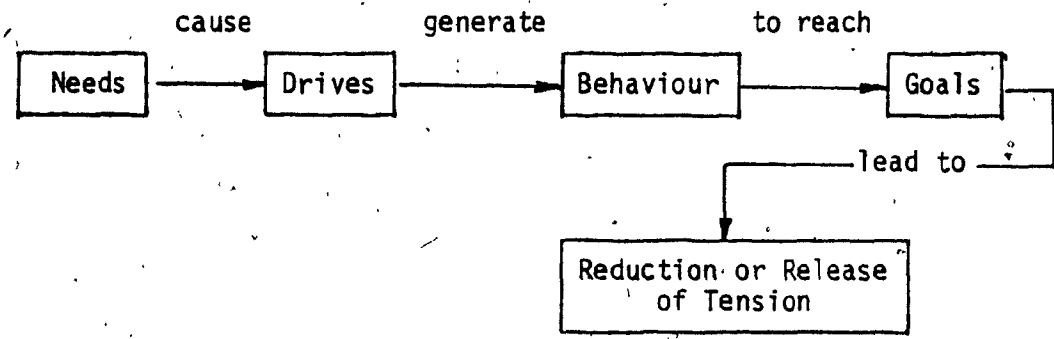 cause generate to reach
Needs Drives Behaviour Goals
lead to
Reduction or Release
of Tension